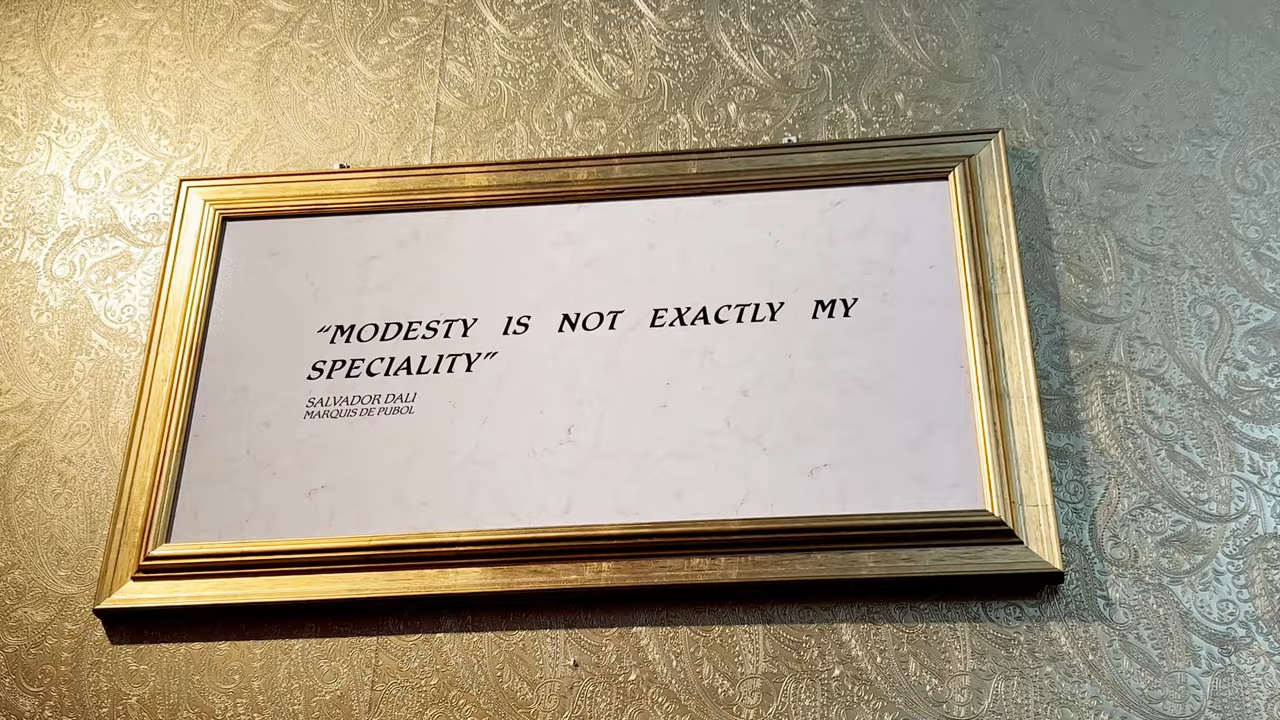 “MODESTY IS NOT EXACTLY MY
SPECIALITY”
SALVADOR DALI
MARQUIS DE PUBOL